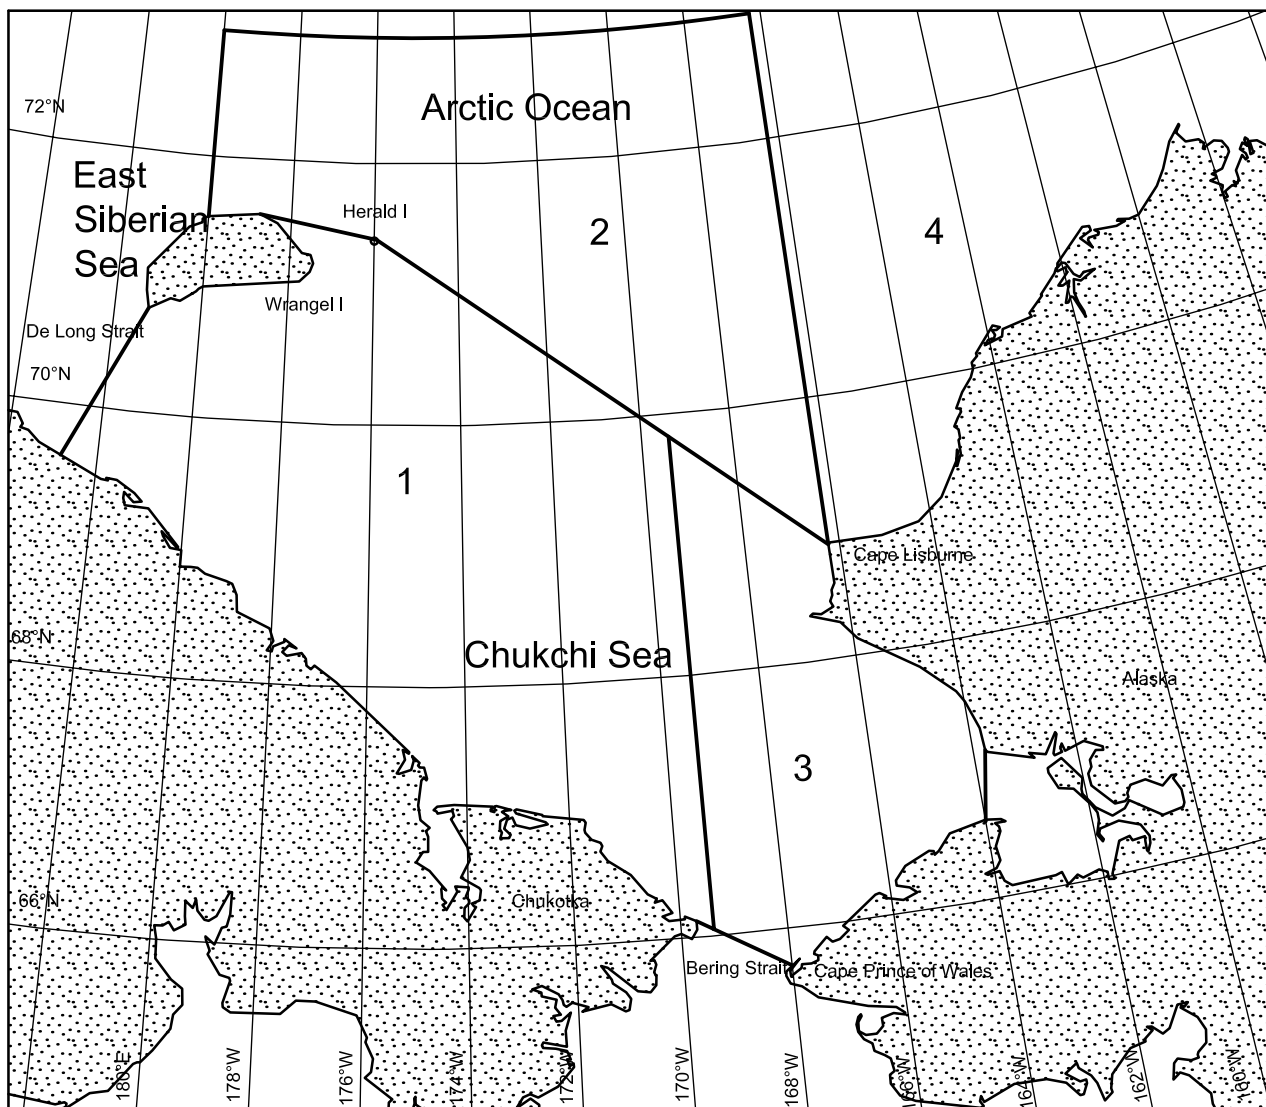 72°N
Arctic Ocean
East
Siberian
Sea
Herald I
2
4
Wrangel I
De Long Strait
70°N
1
Cape Lisburne
68°N
Chukchi Sea
Alaska
3
66°N
Chukotka
Bering Strait
Cape Prince of Wales
180°E
178°W
176°W
174°W
172°W
170°W
168°W
166°W
164°W
162°W
160°W